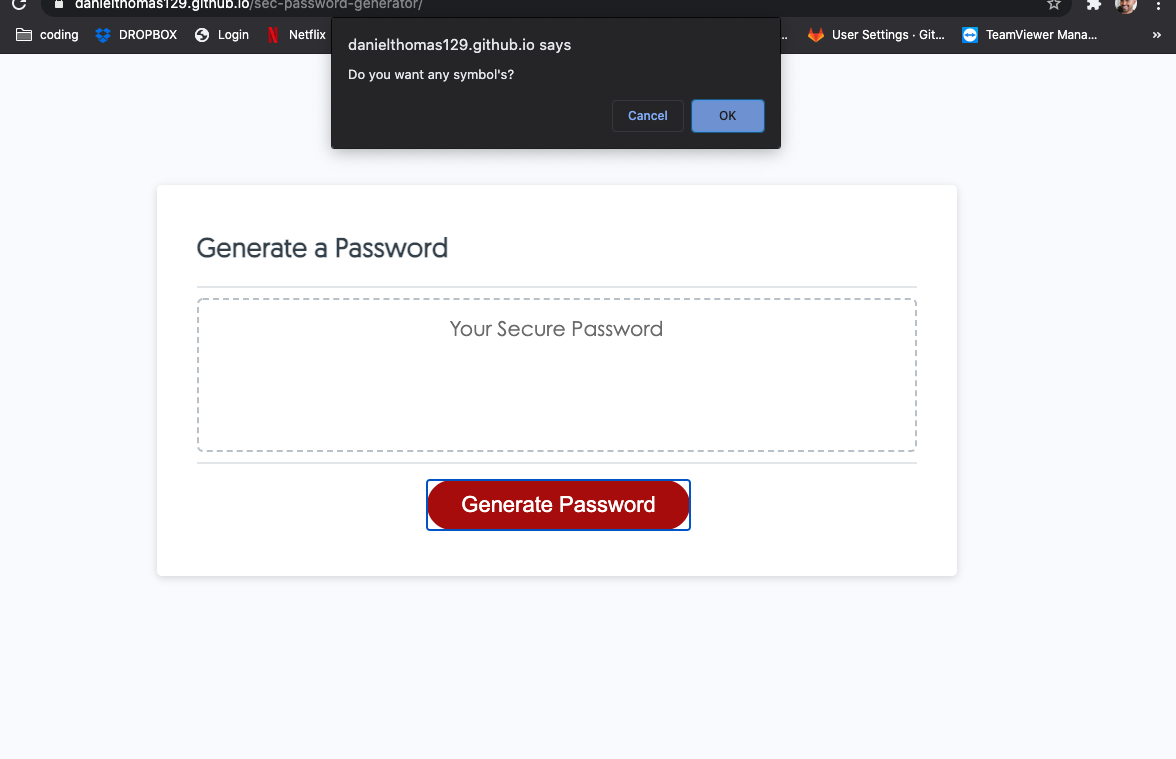 danielthomas129.github.io/sec-password-generator/
coding DROPBOX Login Netflix .. User Settings · Git... TeamViewer Mana... »
danielthomas129.github.io says
Do you want any symbol's?
Cancel OK
Generate a Password
Your Secure Password
Generate Password